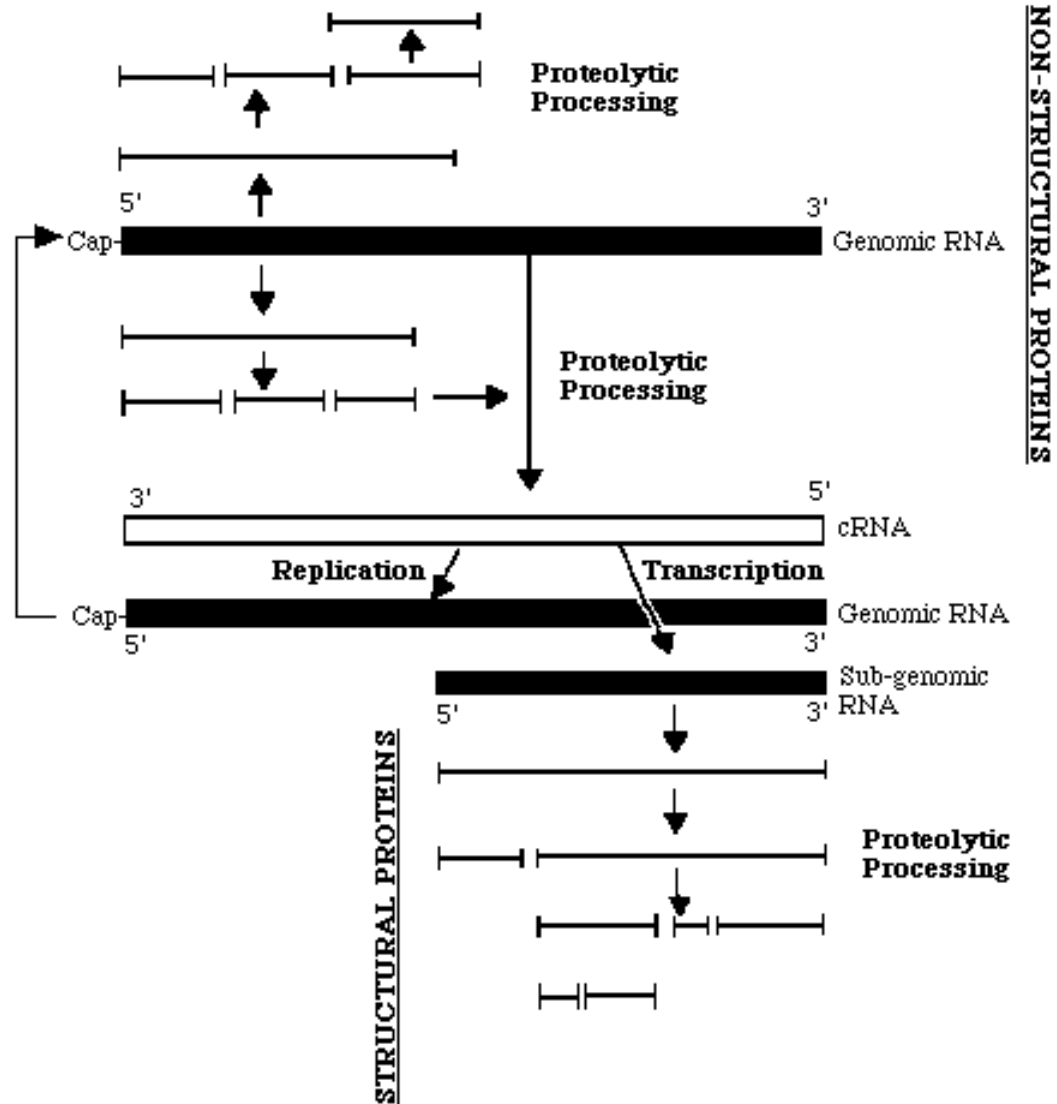 NON-STRUCTURAL PROTEINS
Proteolytic
Processing
5'
3'
Cap
Genomic RNA
Proteolytic
Processing
3'
5'
cRNA
Replication
Transcription
Cap
Genomic RNA
5'
3'
Sub-genomic
RNA
5'
3'
STRUCTURAL PROTEINS
Proteolytic
Processing